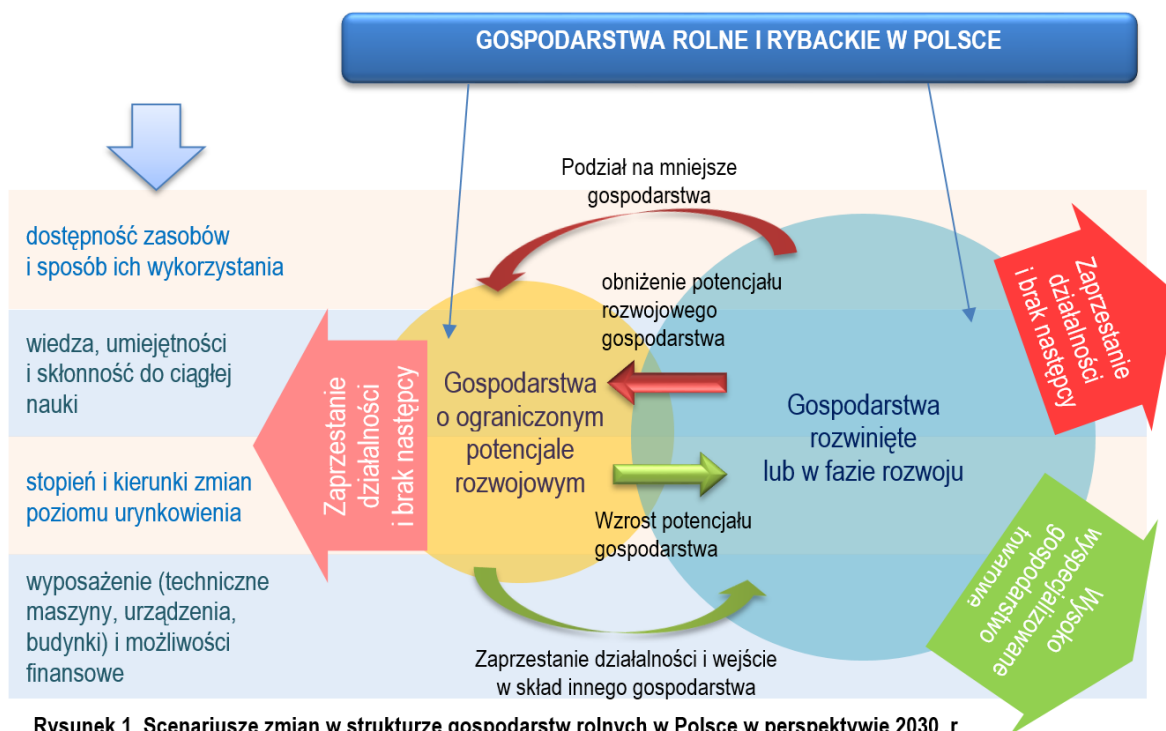 GOSPODARSTWA ROLNE I RYBACKIE W POLSCE
Podział na mniejsze
gospodarstwa
dostępność zasobów
i sposób ich wykorzystania
wiedza, umiejętności
i skłonność do ciągłej
nauki
stopień i kierunki zmian
poziomu urynkowienia
wyposażenie (techniczne
maszyny, urządzenia,
budynki) i możliwości
finansowe
Zaprzestanie
działalności
i brak następcy
Gospodarstwa
o ograniczonym
potencjale
rozwojowym
obniżenie potencjału
rozwojowego
gospodarstwa
Wzrost potencjału
gospodarstwa
Gospodarstwa
rozwinięte
lub w fazie rozwoju
Zaprzestanie
działalności
i brak następcy
Wysoko
wyspecjalizowane
gospodarstwo
towarowe
Zaprzestanie działalności i wejście
w skład innego gospodarstwa
Rysunek 1. Scenariusze zmian w strukturze gospodarstw rolnych w Polsce w perspektywie 2030 r